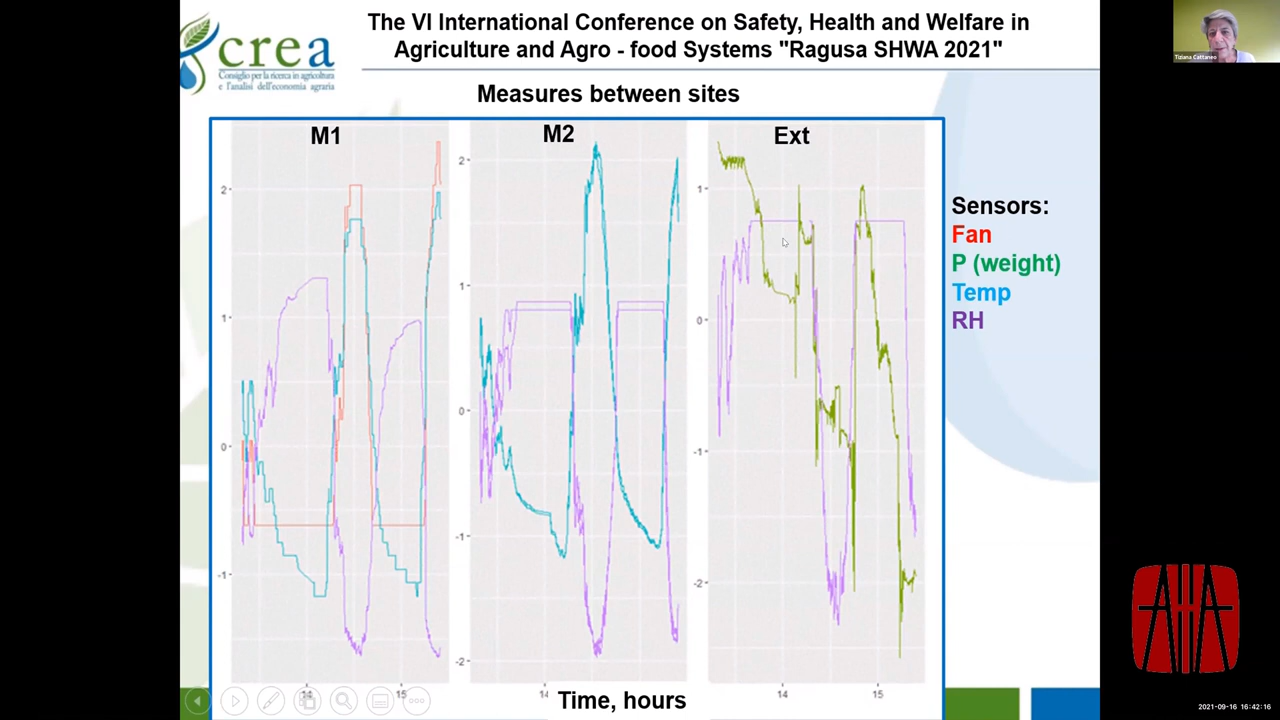 The VI International Conference on Safety, Health and Welfare in
Agriculture and Agro - food Systems "Ragusa SHWA 2021"
crea
Consiglio per la ricerca in agricoltura
e l'analisi dell'economia agraria
Tiziana Cattaneo
Measures between sites
M1
M2
Ext
2
1
0
-1
2
1
0
-1
-2
1
0
-1
-2
Sensors:
Fan
P (weight)
Temp
RH
14
15
14
14
15
Time, hours
AIIA
2021-09-16 16:42:16